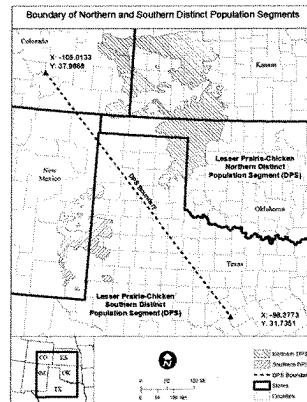 Boundary of Northern and Southern Distinct Population Segments
Colorado
X: -105.0133
Y: 37.9868
Kansas
Lesser Prairie-Chicken
Northern Distinct
Population Segment (DPS)
New
Mexico
DPS Boundary
Oklahoma
Texas
Lesser Prairie-Chicken
Southern Distinct
Population Segment (DPS)
X: -98.2773
Y: 31.7351
CO
KS
OK
TX
N
Northern DPS
Southern DPS
DPS Boundary
States
Counties